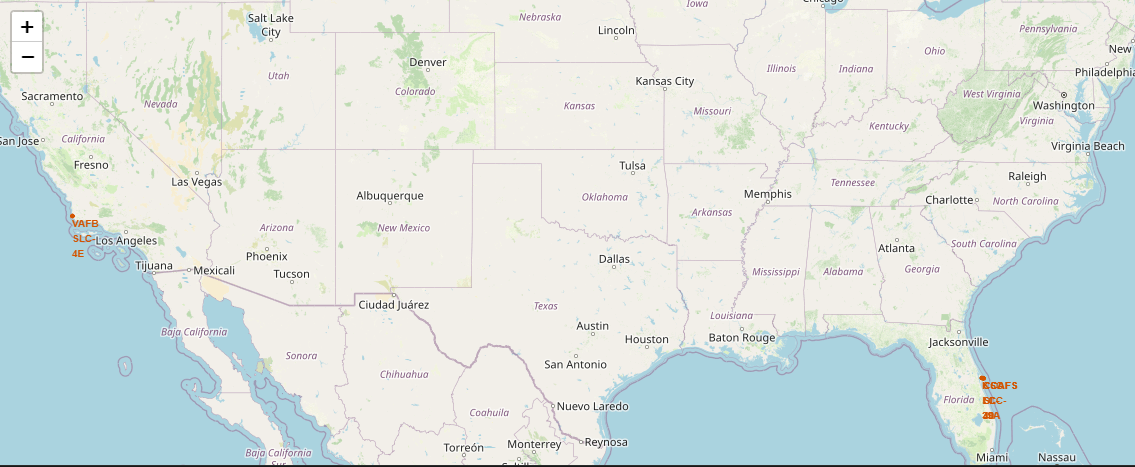 +
−
Salt Lake
City
Nebraska
Iowa
Lincoln
Pennsylvania
New
Denver
Utah
Colorado
Kansas City
Illinois
Indiana
Ohio
Philadelphia
Sacramento
Nevada
Kansas
Missouri
West Virginia
Washington
Virginia
San Jose
California
Kentucky
Virginia Beach
Fresno
Las Vegas
Tulsa
Albuquerque
Oklahoma
Memphis
Tennessee
Raleigh
Charlotte
North Carolina
VAFB
SLC-
4E
Los Angeles
Arizona
New Mexico
Arkansas
Atlanta
South Carolina
Phoenix
Tijuana
Mexicali
Tucson
Dallas
Mississippi
Alabama
Georgia
Ciudad Juárez
Texas
Louisiana
Baja California
Austin
Houston
Baton Rouge
Jacksonville
Sonora
Chihuahua
San Antonio
Florida
Coahuila
Nuevo Laredo
Torreón
Monterrey
Reynosa
Baja California
Sur
Miami
Nassau